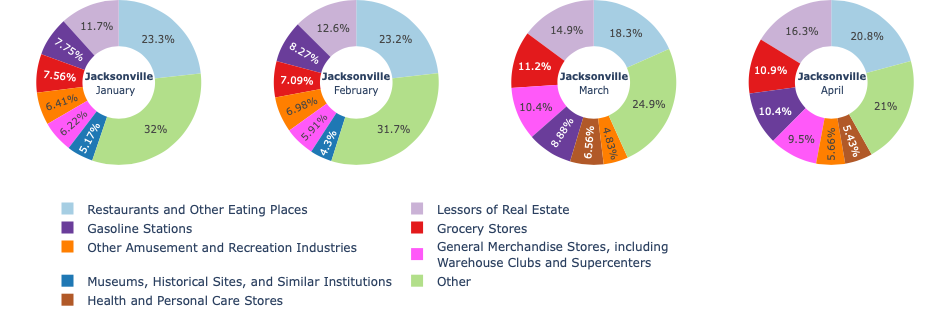 11.7%
23.3%
7.75%
7.56%
6.41%
6.22%
5.17%
32%
Jacksonville
January
12.6%
23.2%
8.27%
7.09%
6.98%
5.91%
4.3%
31.7%
Jacksonville
February
14.9%
18.3%
11.2%
10.4%
8.88%
6.56%
4.83%
24.9%
Jacksonville
March
16.3%
20.8%
10.9%
10.4%
9.5%
5.66%
5.43%
21%
Jacksonville
April
Restaurants and Other Eating Places
Gasoline Stations
Other Amusement and Recreation Industries
Museums, Historical Sites, and Similar Institutions
Health and Personal Care Stores
Lessors of Real Estate
Grocery Stores
General Merchandise Stores, including
Warehouse Clubs and Supercenters
Other